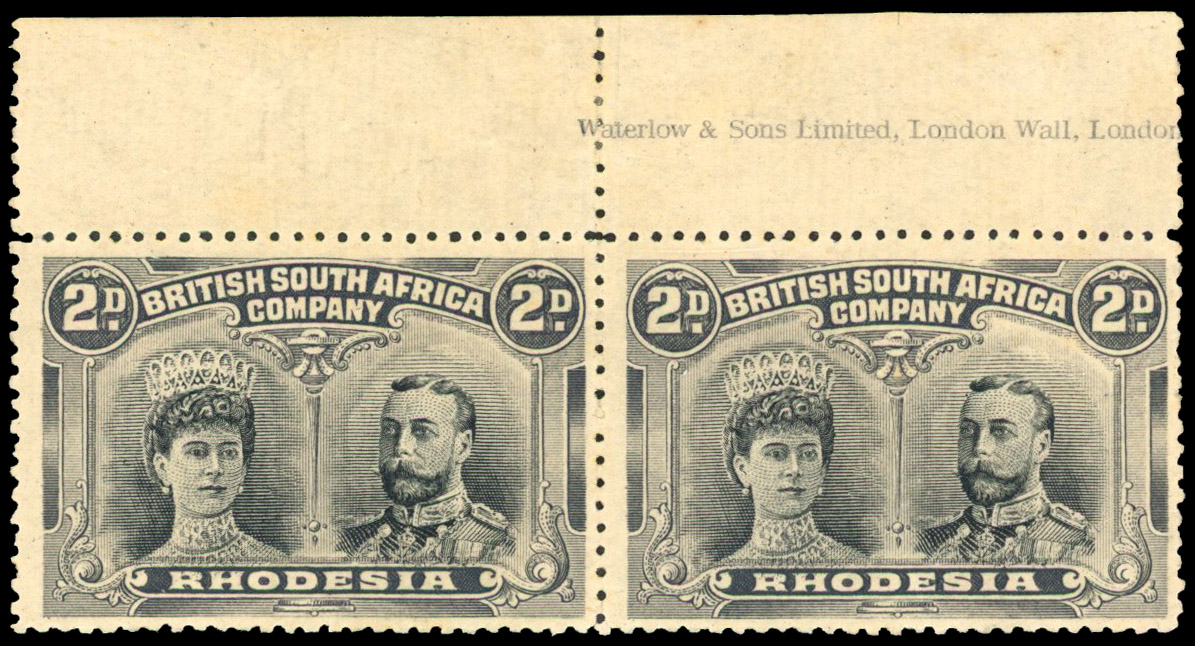 Waterlow & Sons Limited, London Wall, London
2D.
BRITISH SOUTH AFRICA
COMPANY
2D.
RHODESIA
2D.
BRITISH SOUTH AFRICA
COMPANY
2D.
RHODESIA